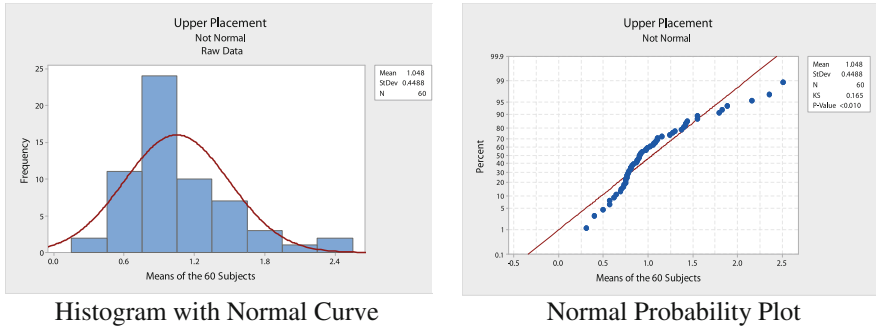 Upper Placement
Not Normal
Raw Data
Mean 1.048
StDev 0.4488
N 60
25
20
15
10
5
0
Frequency
0.0 0.6 1.2 1.8 2.4
Means of the 60 Subjects
Histogram with Normal Curve
Upper Placement
Not Normal
Mean 1.048
StDev 0.4488
N 60
KS 0.165
P-Value <0.010
99.9
99
95
90
80
70
60
50
40
30
20
10
5
1
0.1
Percent
-0.5 0.0 0.5 1.0 1.5 2.0 2.5
Means of the 60 Subjects
Normal Probability Plot